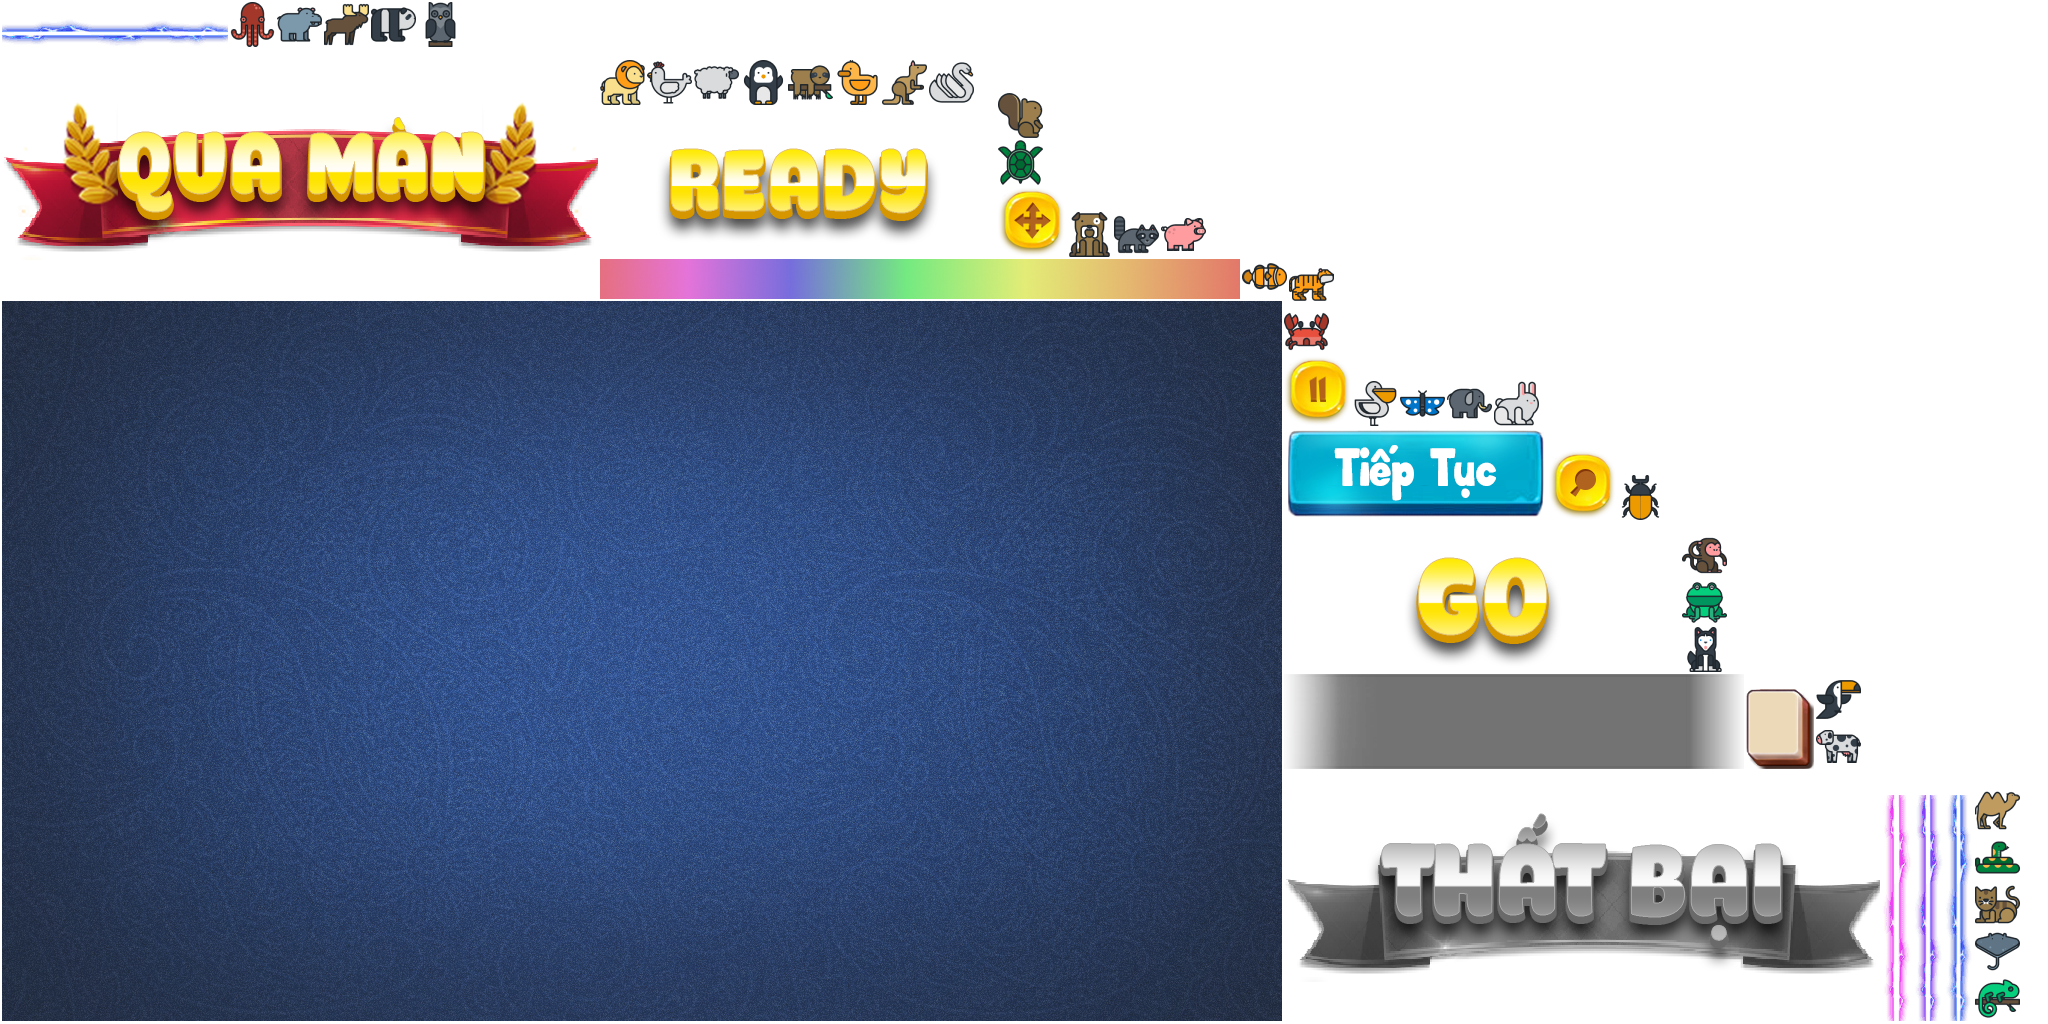 QUA MÀN
READY
Tiếp Tục
GO
THẤT BẠI